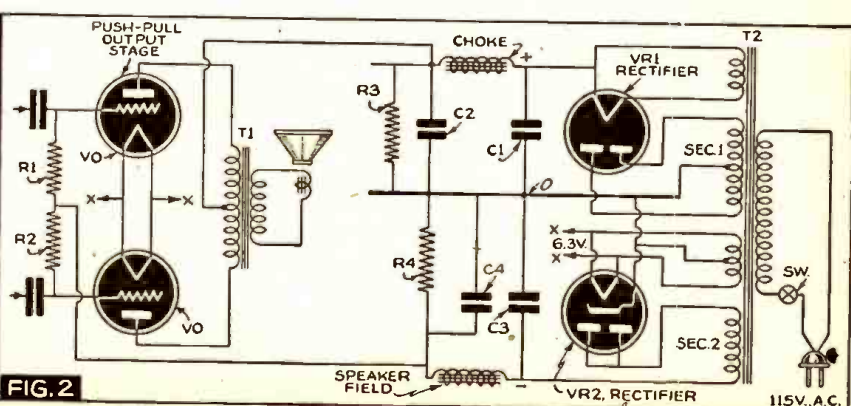 PUSH-PULL
OUTPUT
STAGE
VO
R1
R2
X
X
VO
T1
R3
CHOKE
+
C2
C1
VR1
RECTIFIER
T2
SEC.1
O
R4
C4
C3
X
6.3V.
X
SEC.2
SW.
SPEAKER
FIELD
-
VR2, RECTIFIER
115V., A.C.
FIG. 2